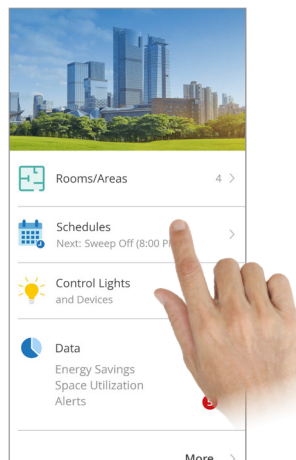 Rooms/Areas 4
Schedules
Next: Sweep Off (8:00 P
Control Lights
and Devices
Data
Energy Savings
Space Utilization
Alerts 5
More